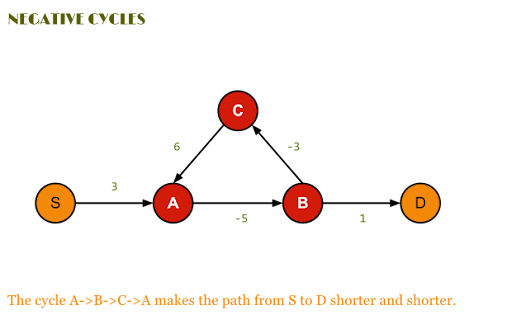 NEGATIVE CYCLES
C
6
-3
3
S
A
B
D
-5
1
The cycle A->B->C->A makes the path from S to D shorter and shorter.